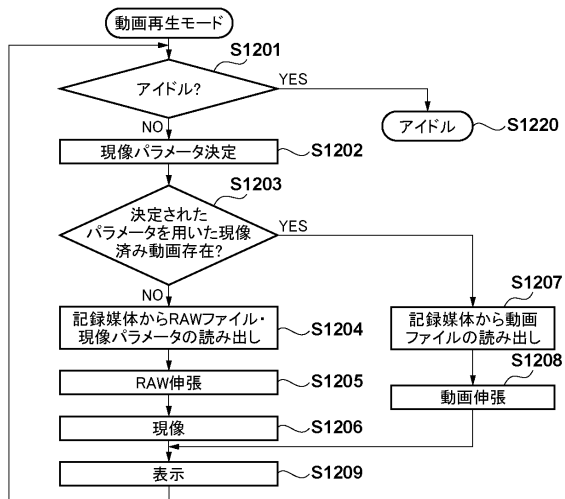 動画再生モード
S1201
アイドル?
YES
NO
アイドル
S1220
現像パラメータ決定
S1202
S1203
決定された
パラメータを用いた現像
済み動画存在?
YES
NO
S1207
記録媒体からRAWファイル・
現像パラメータの読み出し
S1204
記録媒体から動画
ファイルの読み出し
S1208
RAW伸張
S1205
動画伸張
現像
S1206
表示
S1209